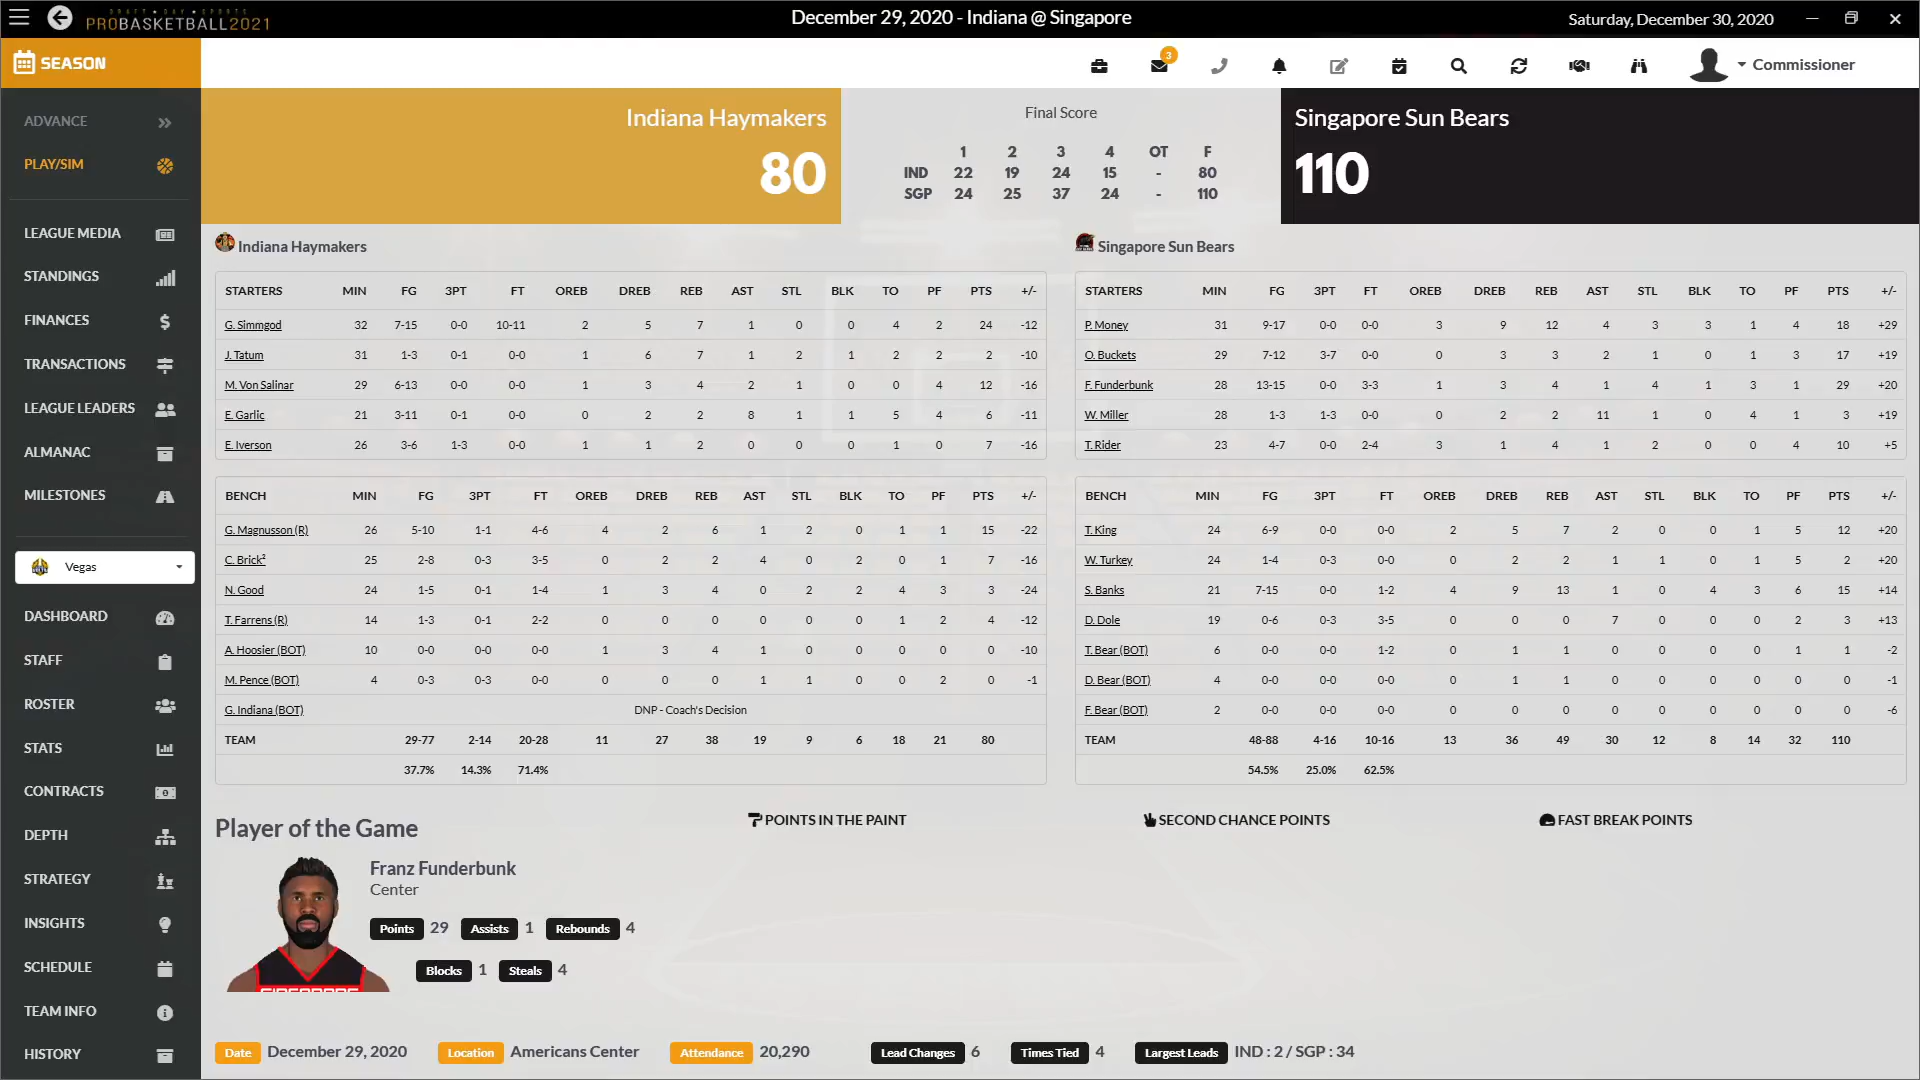 DRAFT • DAY • SPORTS
PROBASKETBALL2021
December 29, 2020 - Indiana @ Singapore
Saturday, December 30, 2020
SEASON
3
Commissioner
ADVANCE
PLAY/SIM
LEAGUE MEDIA
STANDINGS
FINANCES
TRANSACTIONS
LEAGUE LEADERS
ALMANAC
MILESTONES
Vegas
DASHBOARD
STAFF
ROSTER
STATS
CONTRACTS
DEPTH
STRATEGY
INSIGHTS
SCHEDULE
TEAM INFO
HISTORY
Indiana Haymakers
80
Final Score
1 2 3 4 OT F
IND 22 19 24 15 - 80
SGP 24 25 37 24 - 110
Singapore Sun Bears
110
Indiana Haymakers
STARTERS MIN FG 3PT FT OREB DREB REB AST STL BLK TO PF PTS +/-
G. Simmgod 32 7-15 0-0 10-11 2 5 7 1 0 0 4 2 24 -12
J. Tatum 31 1-3 0-1 0-0 1 6 7 1 2 1 2 2 2 -10
M. Von Salinar 29 6-13 0-0 0-0 1 3 4 2 1 0 0 4 12 -16
E. Garlic 21 3-11 0-1 0-0 0 2 2 8 1 1 5 4 6 -11
E. Iverson 26 3-6 1-3 0-0 1 1 2 0 0 0 1 0 7 -16
BENCH MIN FG 3PT FT OREB DREB REB AST STL BLK TO PF PTS +/-
G. Magnusson (R) 26 5-10 1-1 4-6 4 2 6 1 2 0 1 1 15 -22
C. Brick² 25 2-8 0-3 3-5 0 2 2 4 0 2 0 1 7 -16
N. Good 24 1-5 0-1 1-4 1 3 4 0 2 2 4 3 3 -24
T. Farrens (R) 14 1-3 0-1 2-2 0 0 0 0 0 0 1 2 4 -12
A. Hoosier (BOT) 10 0-0 0-0 0-0 1 3 4 1 0 0 0 0 0 -10
M. Pence (BOT) 4 0-3 0-3 0-0 0 0 0 1 1 0 0 2 0 -1
G. Indiana (BOT) DNP - Coach's Decision
TEAM 29-77 2-14 20-28 11 27 38 19 9 6 18 21 80
37.7% 14.3% 71.4%
Singapore Sun Bears
STARTERS MIN FG 3PT FT OREB DREB REB AST STL BLK TO PF PTS +/-
P. Money 31 9-17 0-0 0-0 3 9 12 4 3 3 1 4 18 +29
O. Buckets 29 7-12 3-7 0-0 0 3 3 2 1 0 1 3 17 +19
F. Funderbunk 28 13-15 0-0 3-3 1 3 4 1 4 1 3 1 29 +20
W. Miller 28 1-3 1-3 0-0 0 2 2 11 1 0 4 1 3 +19
T. Rider 23 4-7 0-0 2-4 3 1 4 1 2 0 0 4 10 +5
BENCH MIN FG 3PT FT OREB DREB REB AST STL BLK TO PF PTS +/-
T. King 24 6-9 0-0 0-0 2 5 7 2 0 0 1 5 12 +20
W. Turkey 24 1-4 0-3 0-0 0 2 2 1 1 0 1 5 2 +20
S. Banks 21 7-15 0-0 1-2 4 9 13 1 0 4 3 6 15 +14
D. Dole 19 0-6 0-3 3-5 0 0 0 7 0 0 0 2 3 +13
T. Bear (BOT) 6 0-0 0-0 1-2 0 1 1 0 0 0 0 1 1 -2
D. Bear (BOT) 4 0-0 0-0 0-0 0 1 1 0 0 0 0 0 0 -1
F. Bear (BOT) 2 0-0 0-0 0-0 0 0 0 0 0 0 0 0 0 -6
TEAM 48-88 4-16 10-16 13 36 49 30 12 8 14 32 110
54.5% 25.0% 62.5%
Player of the Game
POINTS IN THE PAINT
SECOND CHANCE POINTS
FAST BREAK POINTS
Franz Funderbunk
Center
Points 29 Assists 1 Rebounds 4
Blocks 1 Steals 4
SINGAPORE
Date December 29, 2020 Location Americans Center Attendance 20,290 Lead Changes 6 Times Tied 4 Largest Leads IND : 2 / SGP : 34